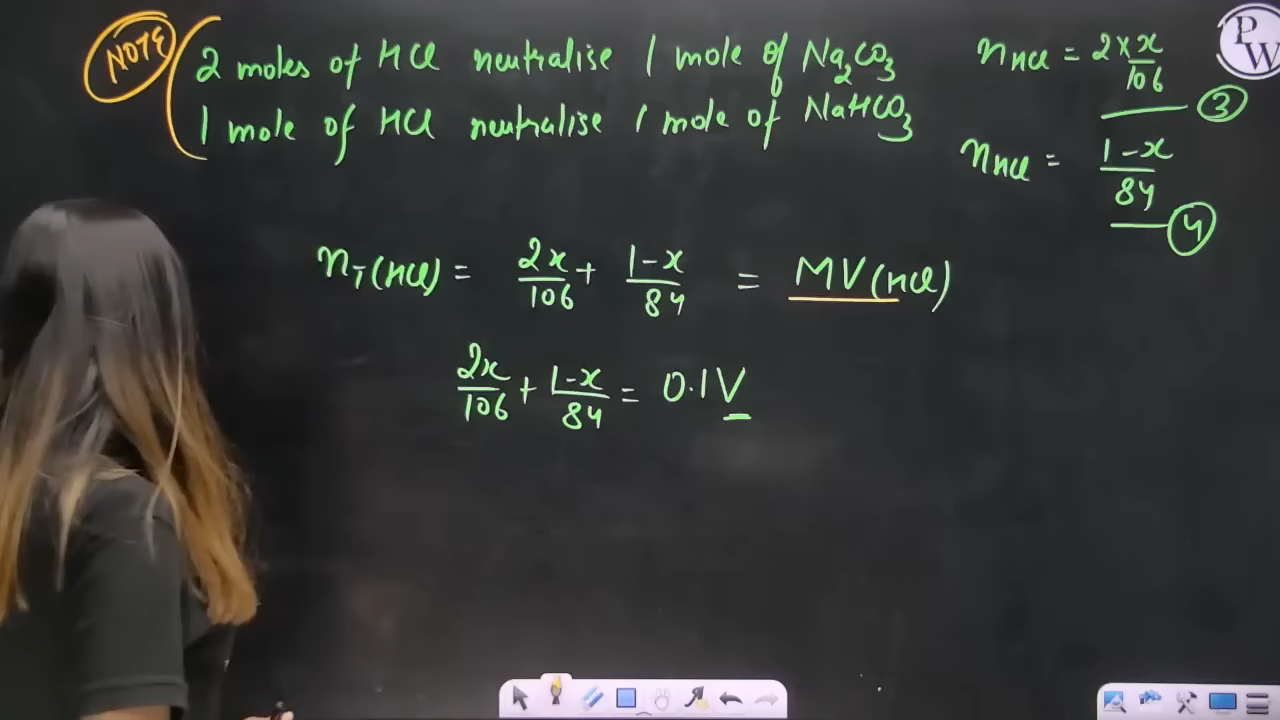 NOTE
2 moles of HCl neutralise 1 mole of Na2CO3
1 mole of HCl neutralise 1 mole of NaHCO3
nHCl = 2 × x/106
3
nHCl = 1-x/84
4
nT(HCl) = 2x/106 + 1-x/84 = MV(HCl)
2x/106 + 1-x/84 = 0.1V
PW